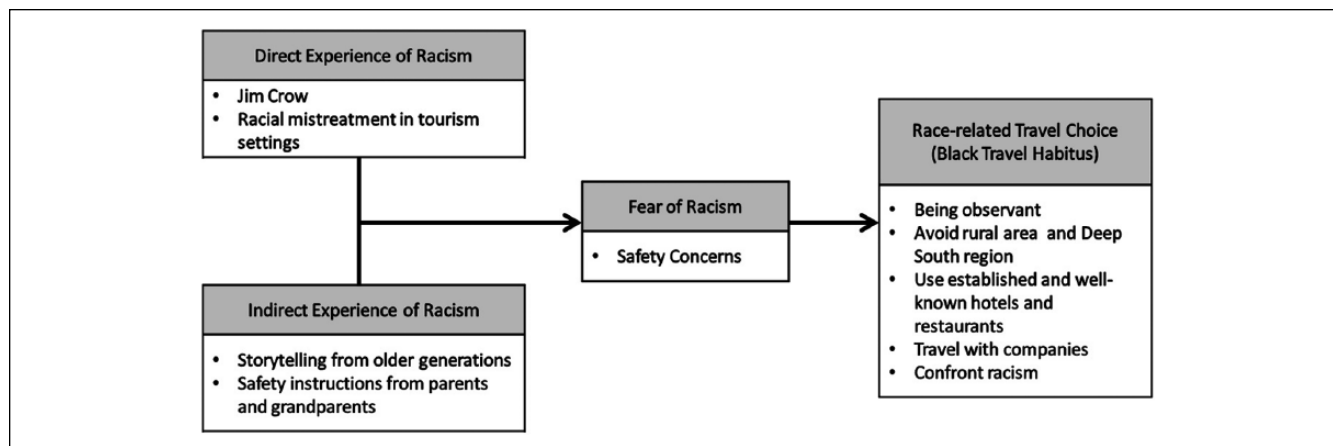 Direct Experience of Racism
• Jim Crow
• Racial mistreatment in tourism
settings
Indirect Experience of Racism
• Storytelling from older generations
• Safety instructions from parents
and grandparents
Fear of Racism
• Safety Concerns
Race-related Travel Choice
(Black Travel Habitus)
• Being observant
• Avoid rural area and Deep
South region
• Use established and well-
known hotels and
restaurants
• Travel with companies
• Confront racism